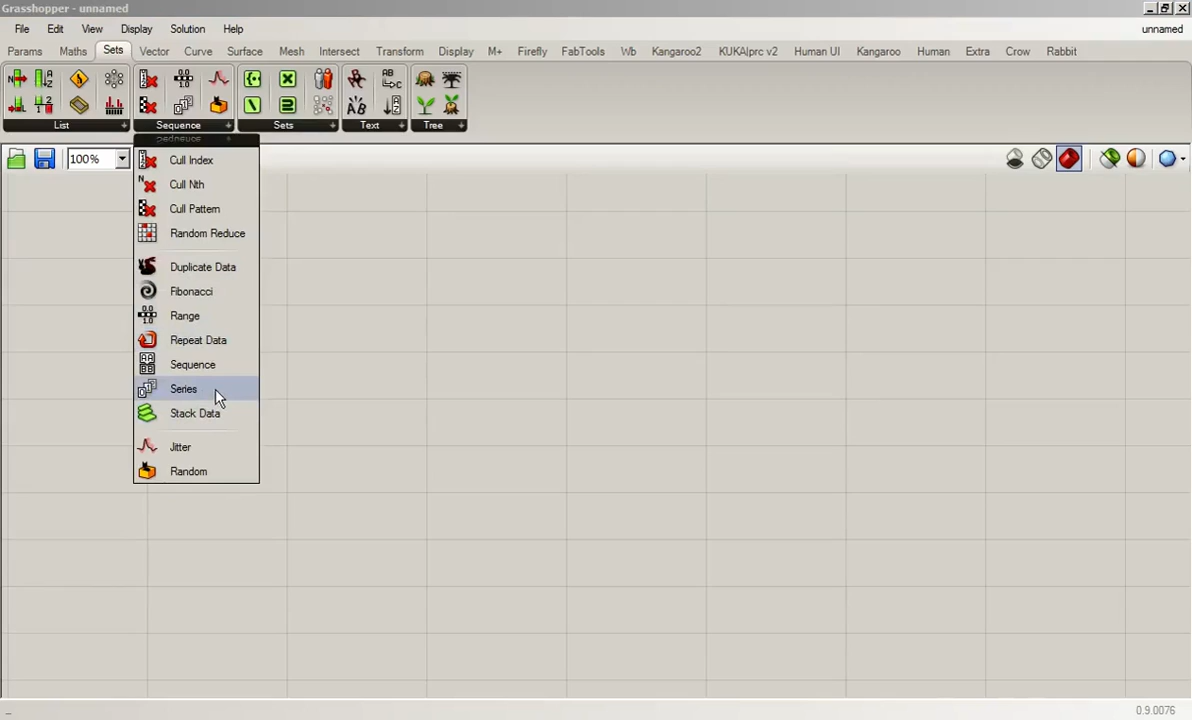 Grasshopper - unnamed
File Edit View Display Solution Help unnamed
Params Maths Sets Vector Curve Surface Mesh Intersect Transform Display M+ Firefly FabTools Wb Kangaroo2 KUKA|prc v2 Human UI Kangaroo Human Extra Crow Rabbit
List Sequence Sets Text Tree
100%
Cull Index
Cull Nth
Cull Pattern
Random Reduce
Duplicate Data
Fibonacci
Range
Repeat Data
Sequence
Series
Stack Data
Jitter
Random
0.9.0076